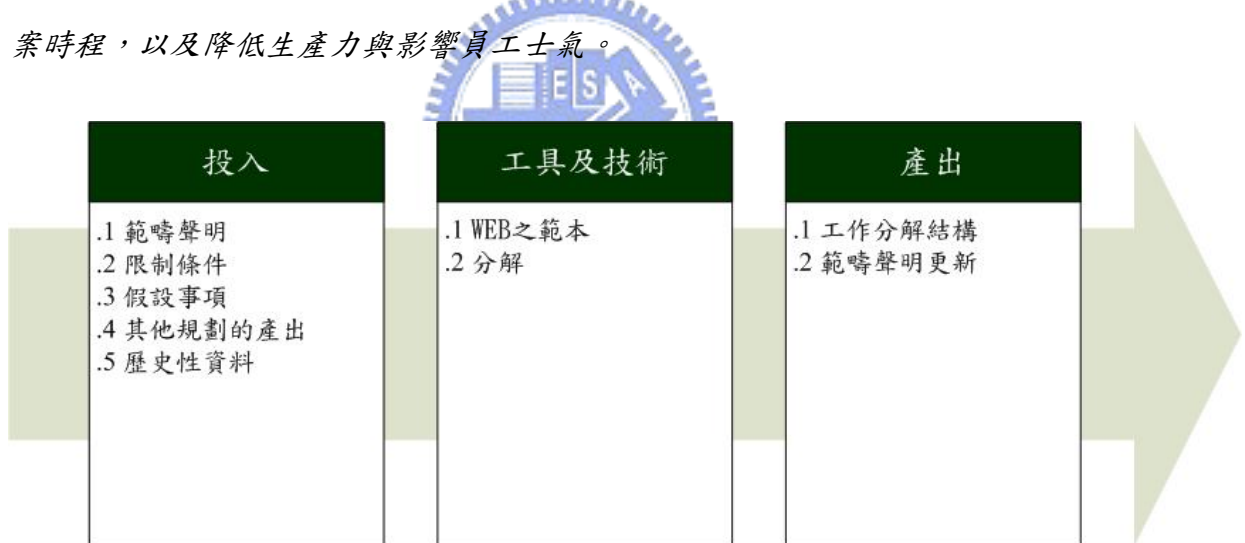 案時程，以及降低生產力與影響員工士氣。
ESA
投入
.1 範疇聲明
.2 限制條件
.3 假設事項
.4 其他規劃的產出
.5 歷史性資料
工具及技術
.1 WEB之範本
.2 分解
產出
.1 工作分解結構
.2 範疇聲明更新